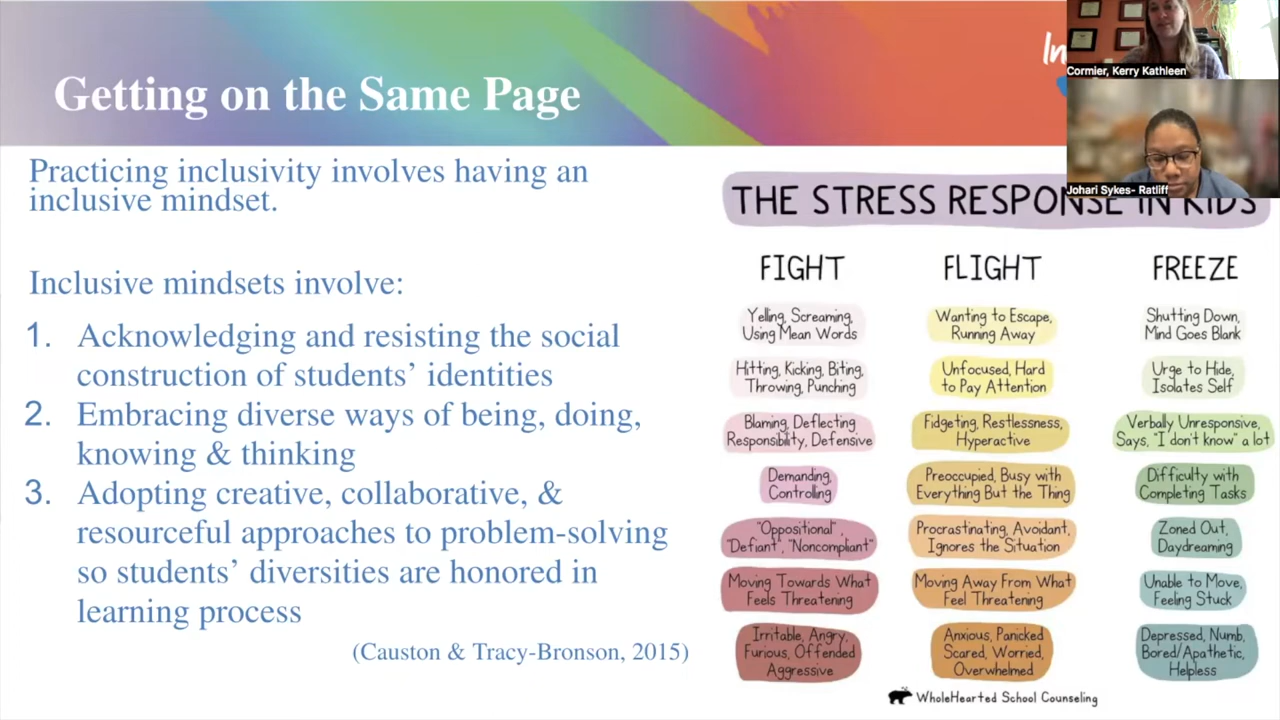 Getting on the Same Page
In
Cormier, Kerry Kathleen
Johari Sykes- Ratliff
Practicing inclusivity involves having an
inclusive mindset.
Inclusive mindsets involve:
1. Acknowledging and resisting the social
construction of students’ identities
2. Embracing diverse ways of being, doing,
knowing & thinking
3. Adopting creative, collaborative, &
resourceful approaches to problem-solving
so students’ diversities are honored in
learning process
(Causton & Tracy-Bronson, 2015)
THE STRESS RESPONSE IN KIDS
FIGHT
Yelling, Screaming,
Using Mean Words
Hitting, Kicking, Biting,
Throwing, Punching
Blaming, Deflecting
Responsibility, Defensive
Demanding,
Controlling
"Oppositional",
"Defiant", "Noncompliant"
Moving Towards What
Feels Threatening
Irritable, Angry,
Furious, Offended
Aggressive
FLIGHT
Wanting to Escape,
Running Away
Unfocused, Hard
to Pay Attention
Fidgeting, Restlessness,
Hyperactive
Preoccupied, Busy with
Everything But the Thing
Procrastinating, Avoidant,
Ignores the Situation
Moving Away From What
Feel Threatening
Anxious, Panicked
Scared, Worried,
Overwhelmed
FREEZE
Shutting Down,
Mind Goes Blank
Urge to Hide,
Isolates Self
Verbally Unresponsive,
Says, "I don't know" a lot
Difficulty with
Completing Tasks
Zoned Out,
Daydreaming
Unable to Move,
Feeling Stuck
Depressed, Numb,
Bored/Apathetic,
Helpless
WholeHearted School Counseling